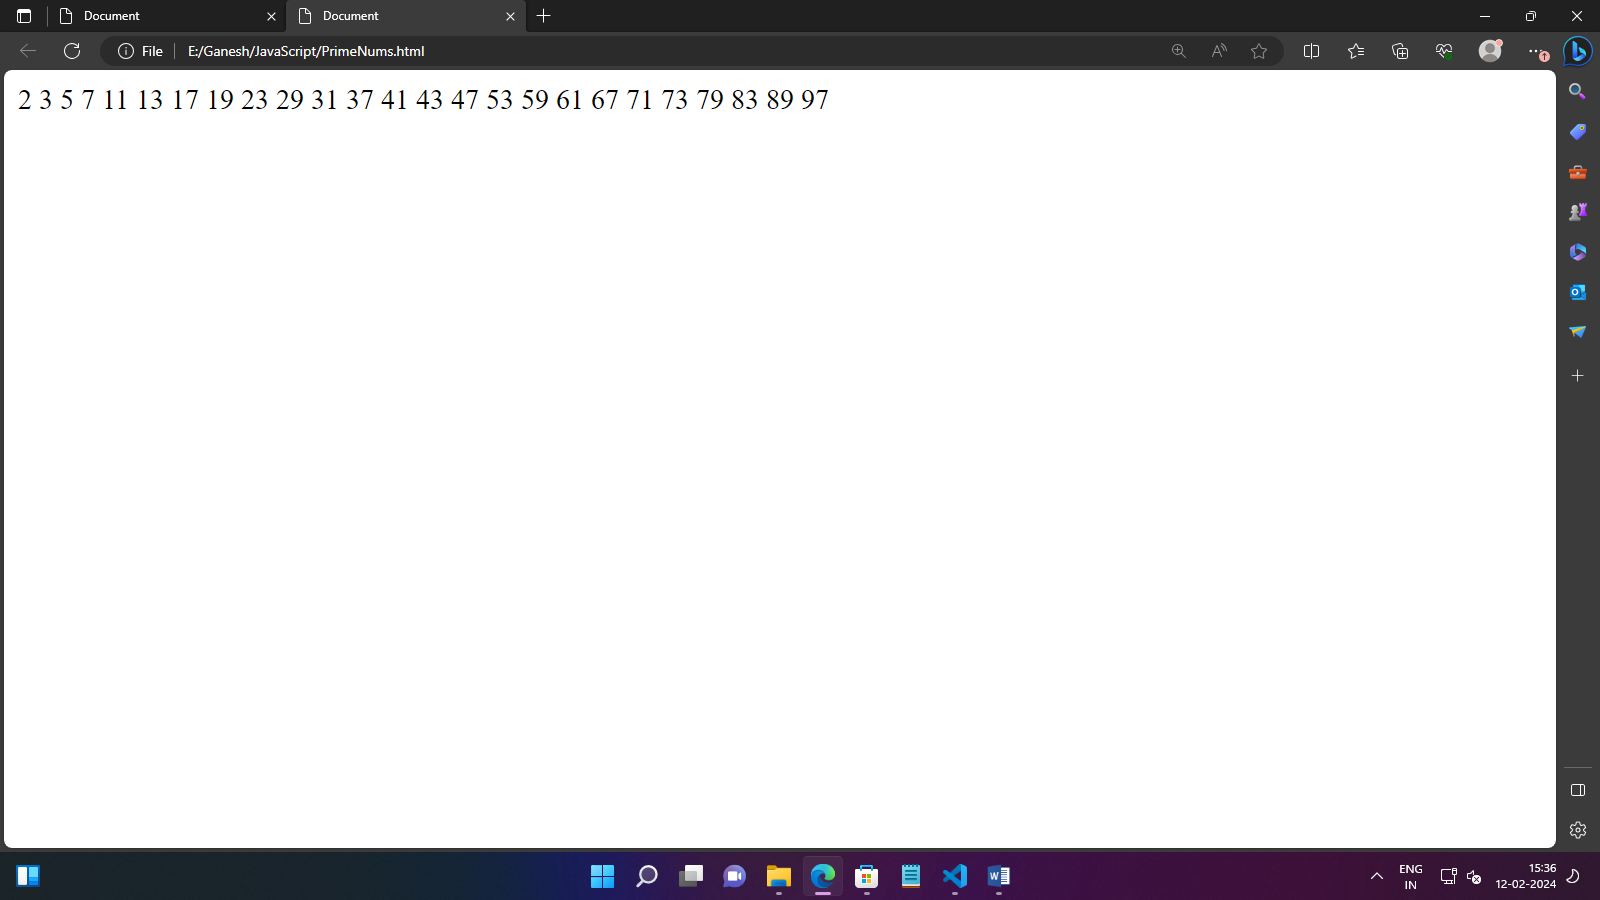 Document
Document
File
E:/Ganesh/JavaScript/PrimeNums.html
2 3 5 7 11 13 17 19 23 29 31 37 41 43 47 53 59 61 67 71 73 79 83 89 97
ENG
IN
15:36
12-02-2024